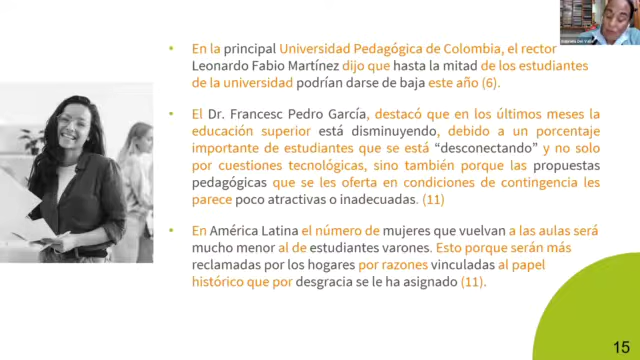 En la principal Universidad Pedagógica de Colombia, el rector
Leonardo Fabio Martínez dijo que hasta la mitad de los estudiantes
de la universidad podrían darse de baja este año (6).
El Dr. Francesc Pedro García, destacó que en los últimos meses la
educación superior está disminuyendo, debido a un porcentaje
importante de estudiantes que se está “desconectando” y no solo
por cuestiones tecnológicas, sino también porque las propuestas
pedagógicas que se les oferta en condiciones de contingencia les
parece poco atractivas o inadecuadas. (11)
En América Latina el número de mujeres que vuelvan a las aulas será
mucho menor al de estudiantes varones. Esto porque serán más
reclamadas por los hogares por razones vinculadas al papel
histórico que por desgracia se le ha asignado (11).
15